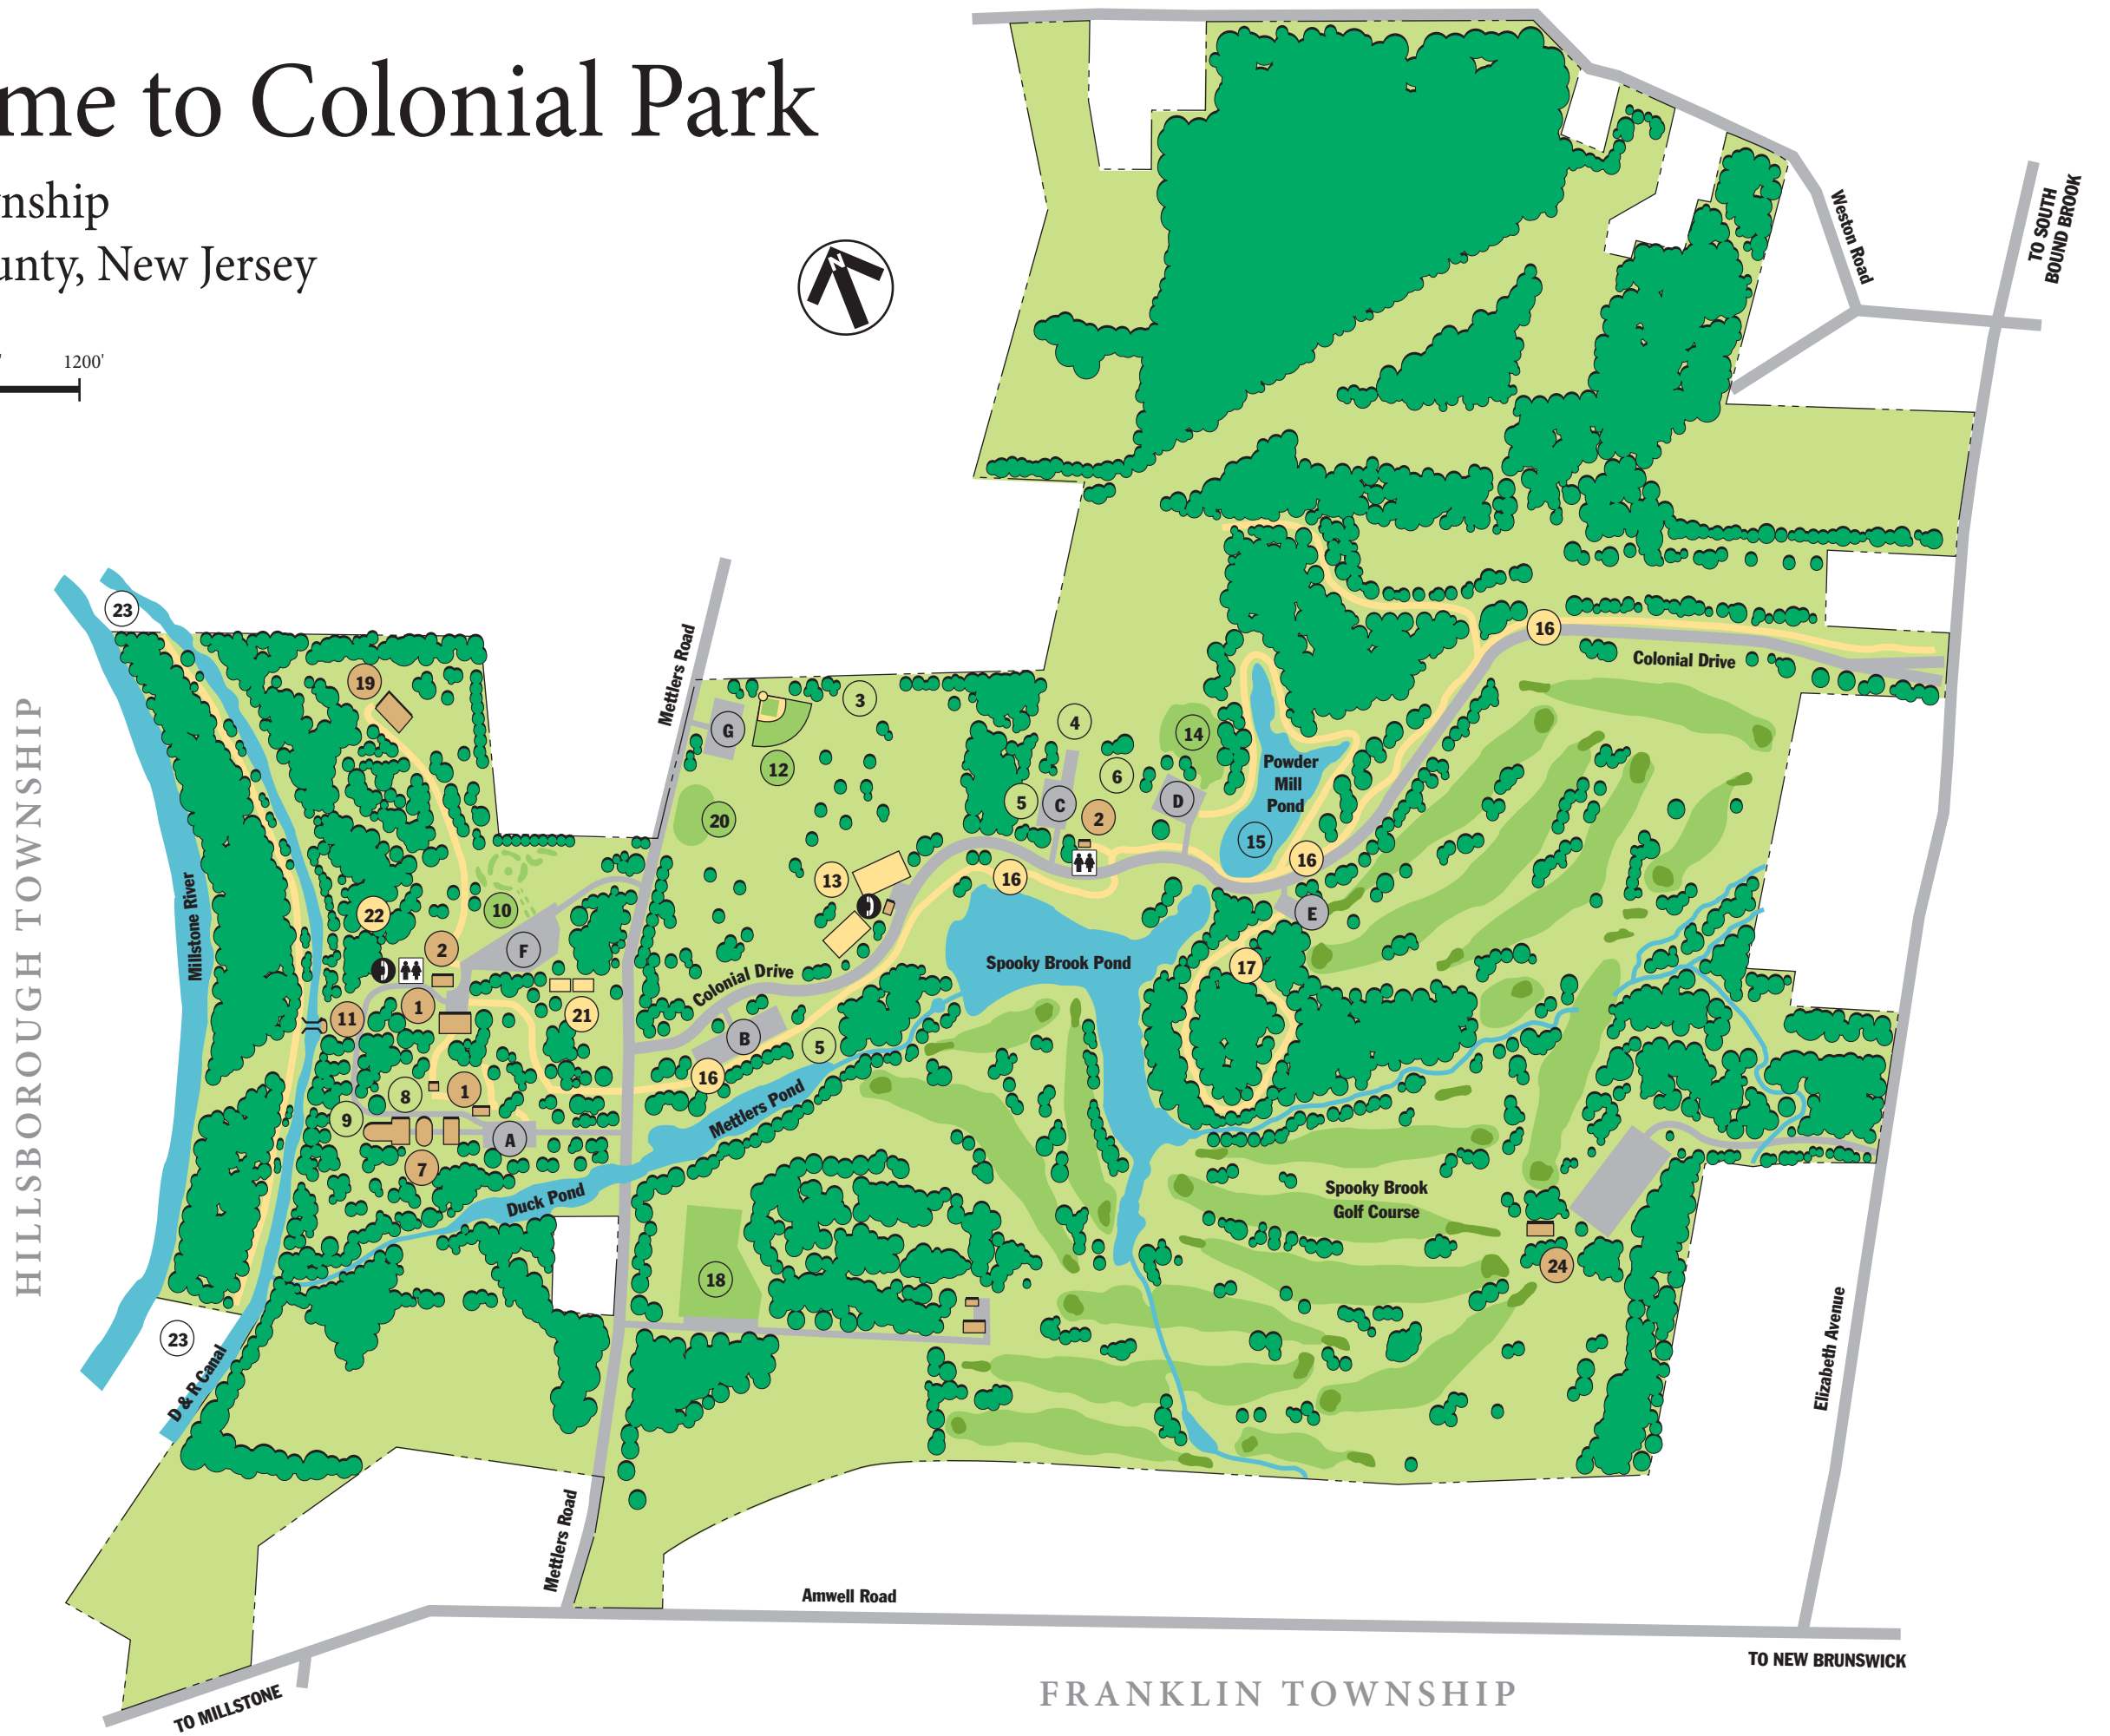 me to Colonial Park
nship
unty, New Jersey
1200'
N
Weston Road
TO SOUTH
BOUND BROOK
HILLSBOROUGH TOWNSHIP
Millstone River
Mettlers Road
Colonial Drive
23
19
G
3
12
20
4
14
6
5
C
2
D
Powder
Mill
Pond
15
16
16
16
13
22
10
2
F
E
17
Spooky Brook Pond
Colonial Drive
11
1
21
B
5
16
8
1
9
A
7
Mettlers Pond
Duck Pond
18
Spooky Brook
Golf Course
24
23
D & R Canal
Mettlers Road
Elizabeth Avenue
Amwell Road
TO NEW BRUNSWICK
TO MILLSTONE
FRANKLIN TOWNSHIP